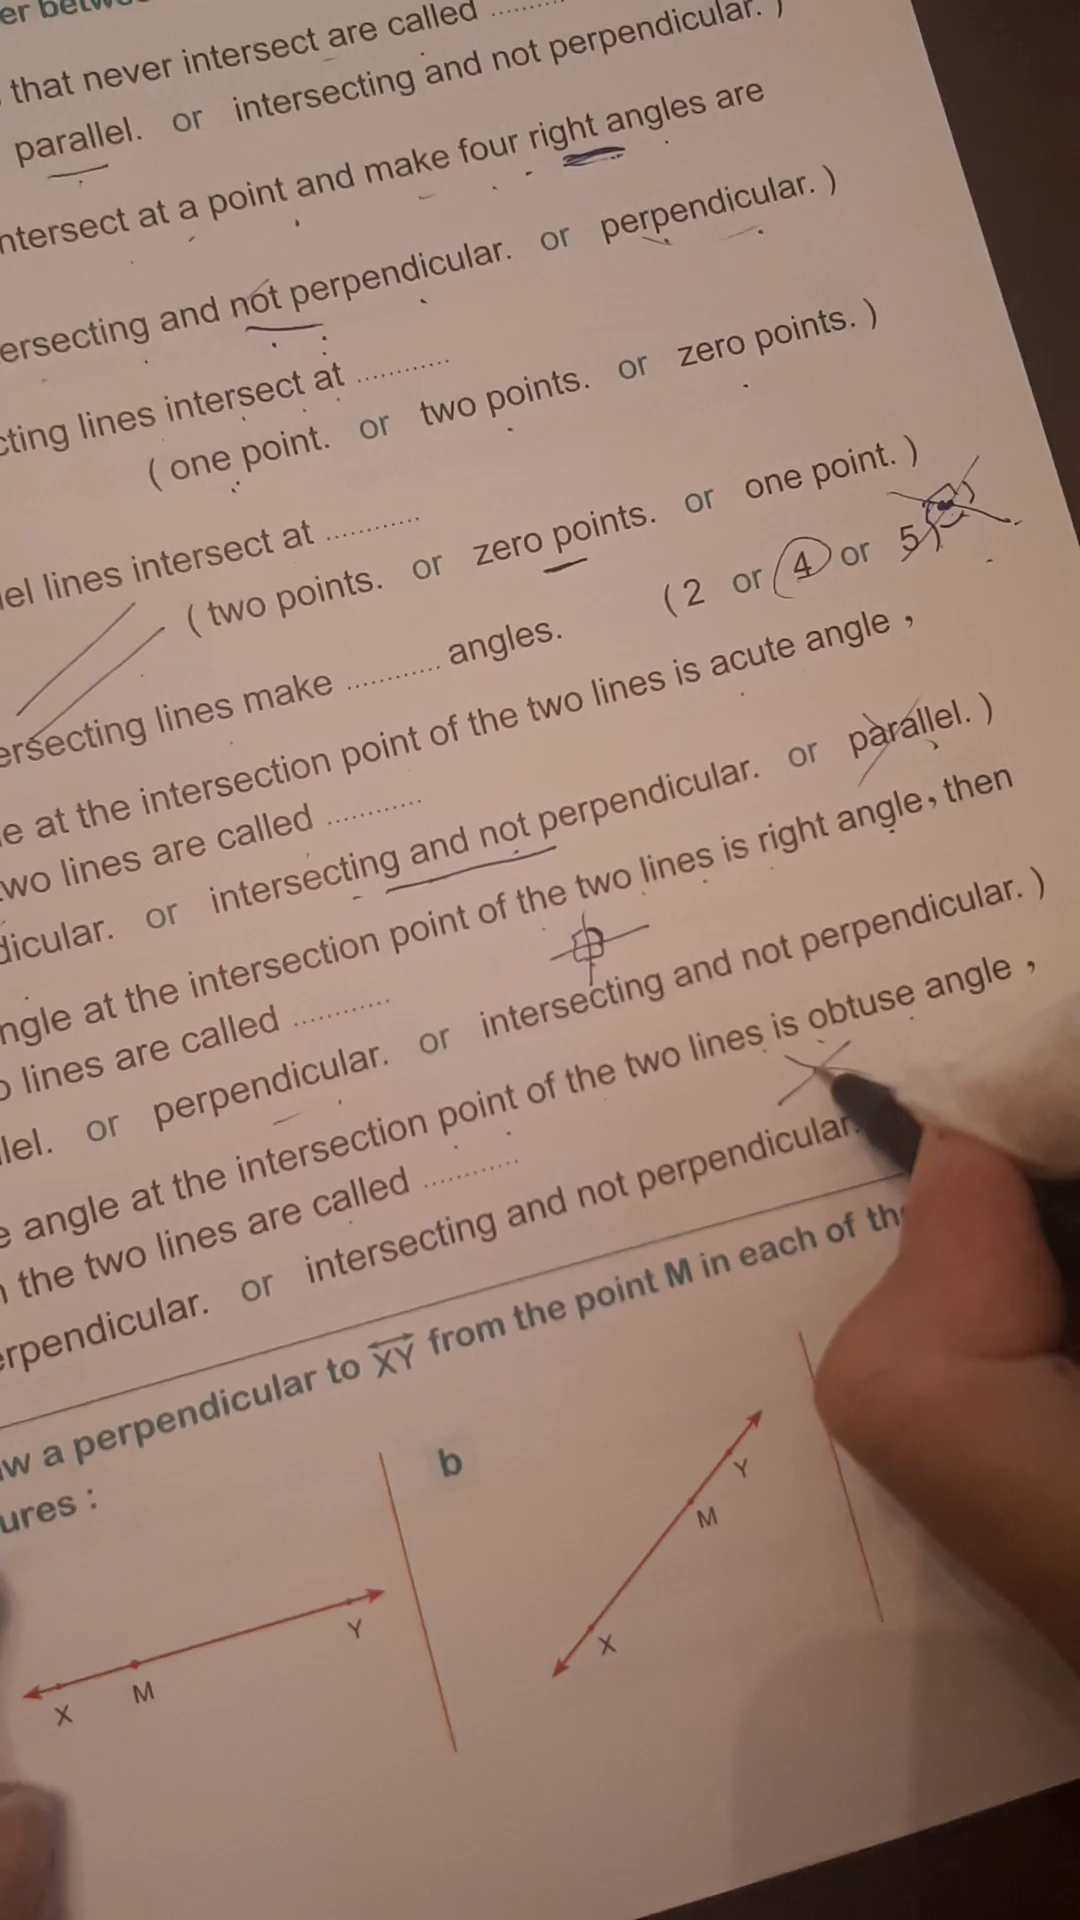 that never intersect are called ............
parallel. or intersecting and not perpendicular. )
intersect at a point and make four right angles are
ersecting and not perpendicular. or perpendicular. )
cting lines intersect at ............
( one point. or two points. or zero points. )
lel lines intersect at ............
( two points. or zero points. or one point. )
ersecting lines make ............ angles. ( 2 or 4 or 5 )
e at the intersection point of the two lines is acute angle ,
two lines are called ............
dicular. or intersecting and not perpendicular. or parallel. )
ngle at the intersection point of the two lines is right angle, then
o lines are called ............
llel. or perpendicular. or intersecting and not perpendicular. )
e angle at the intersection point of the two lines is obtuse angle ,
n the two lines are called ............
erpendicular. or intersecting and not perpendicular.
aw a perpendicular to XY from the point M in each of the
ures :
b
X M Y
X M Y